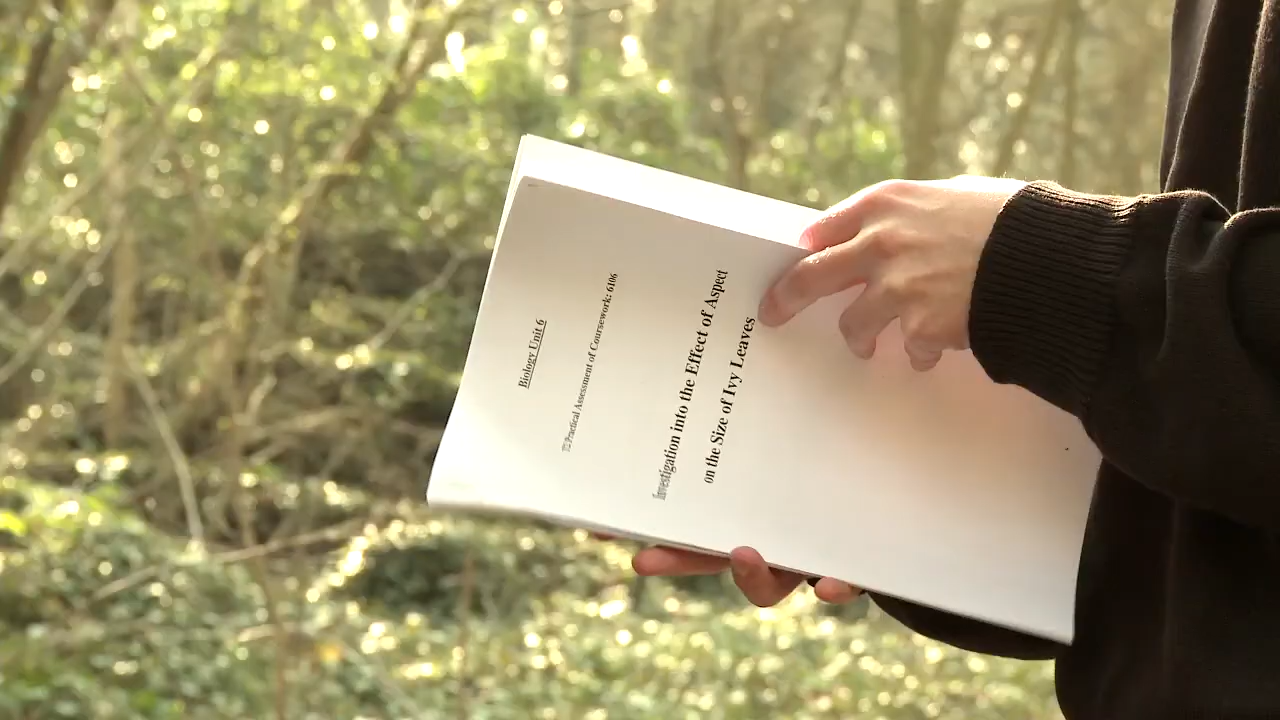 Biology Unit 6
Practical Assessment of Coursework: 6106
Investigation into the Effect of Aspect
on the Size of Ivy Leaves